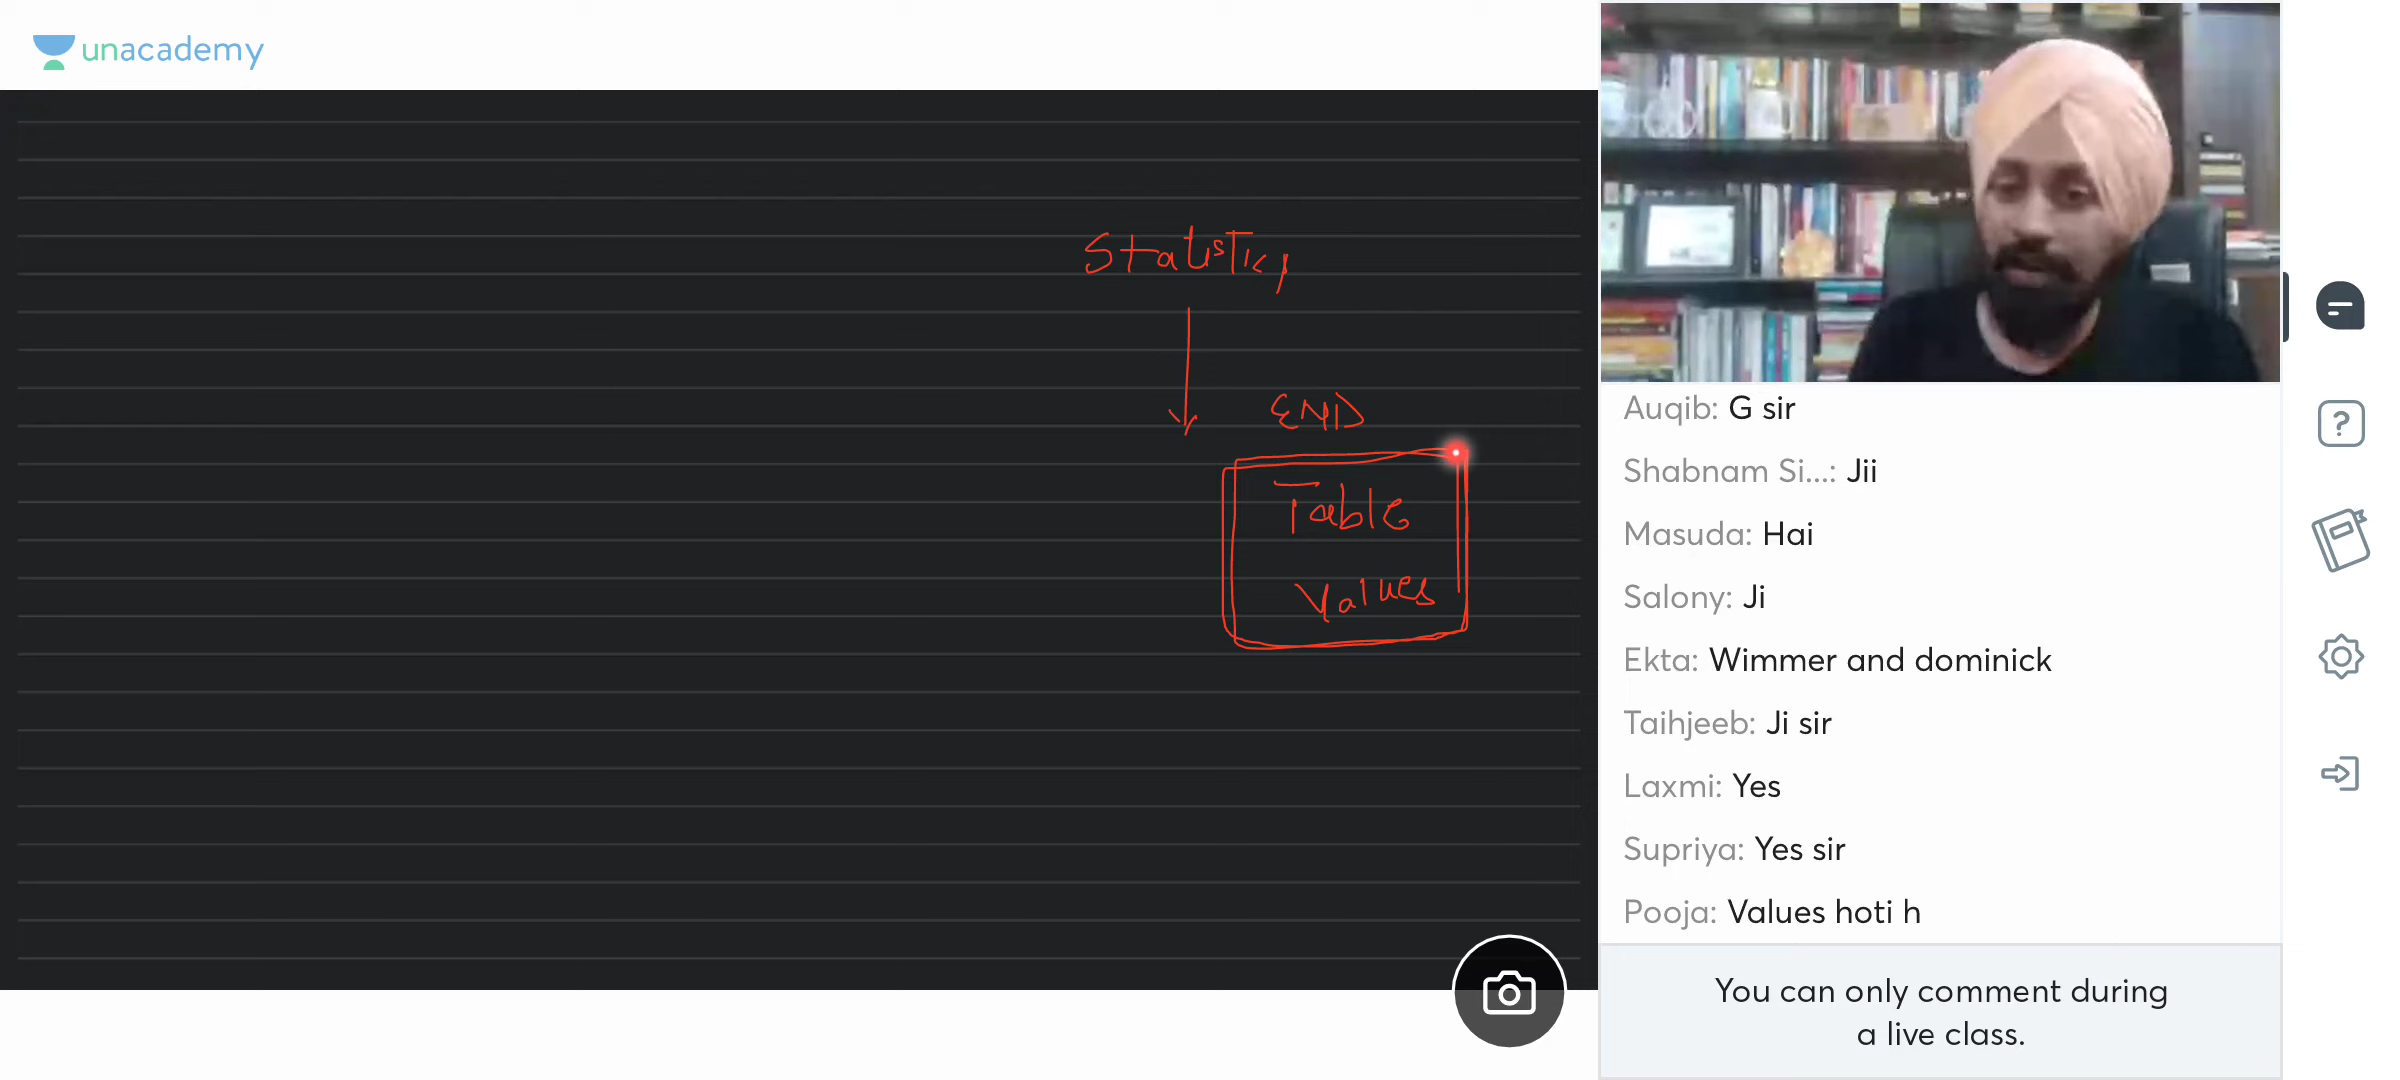 unacademy
Statistics
END
Table
Values
Auqib: G sir
Shabnam Si...: Jii
Masuda: Hai
Salony: Ji
Ekta: Wimmer and dominick
Taihjeeb: Ji sir
Laxmi: Yes
Supriya: Yes sir
Pooja: Values hoti h
You can only comment during
a live class.